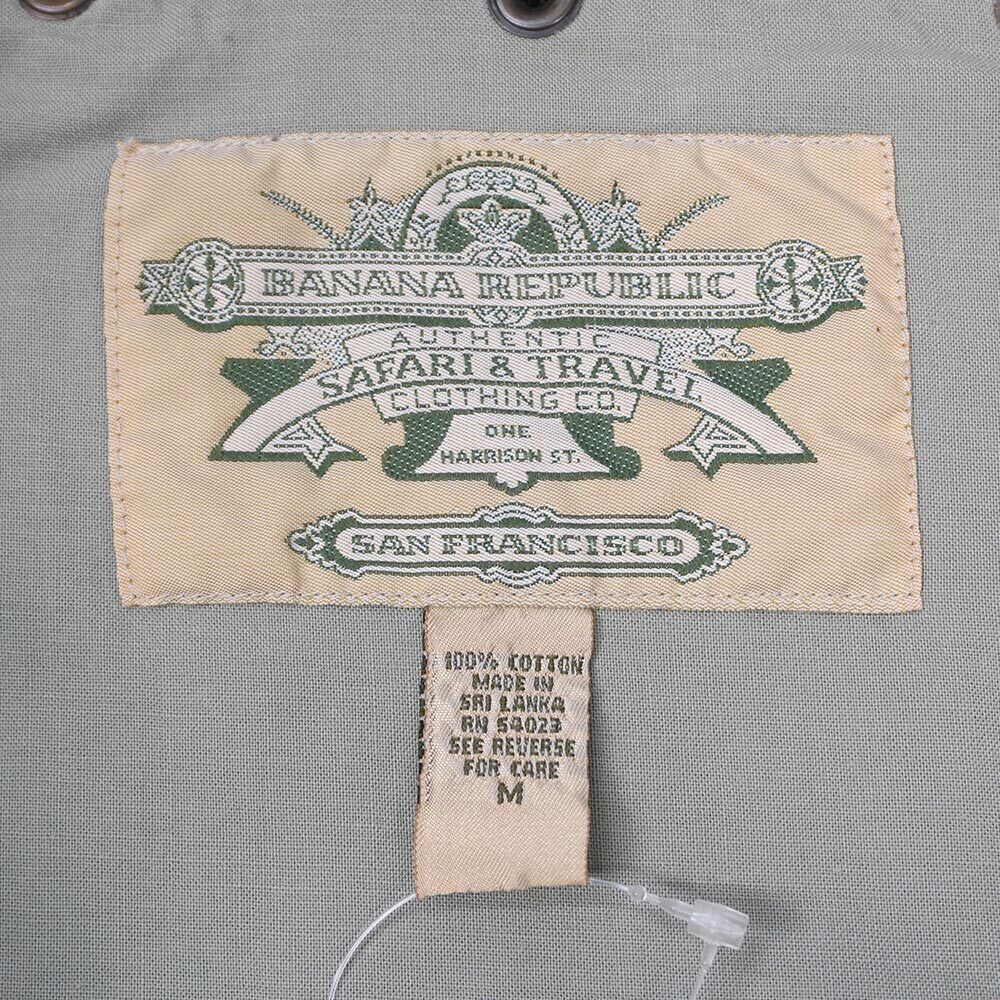 BANANA REPUBLIC
AUTHENTIC
SAFARI & TRAVEL
CLOTHING CO.
ONE
HARRISON ST.
SAN FRANCISCO
100% COTTON
MADE IN
SRI LANKA
RN 54023
SEE REVERSE
FOR CARE
M